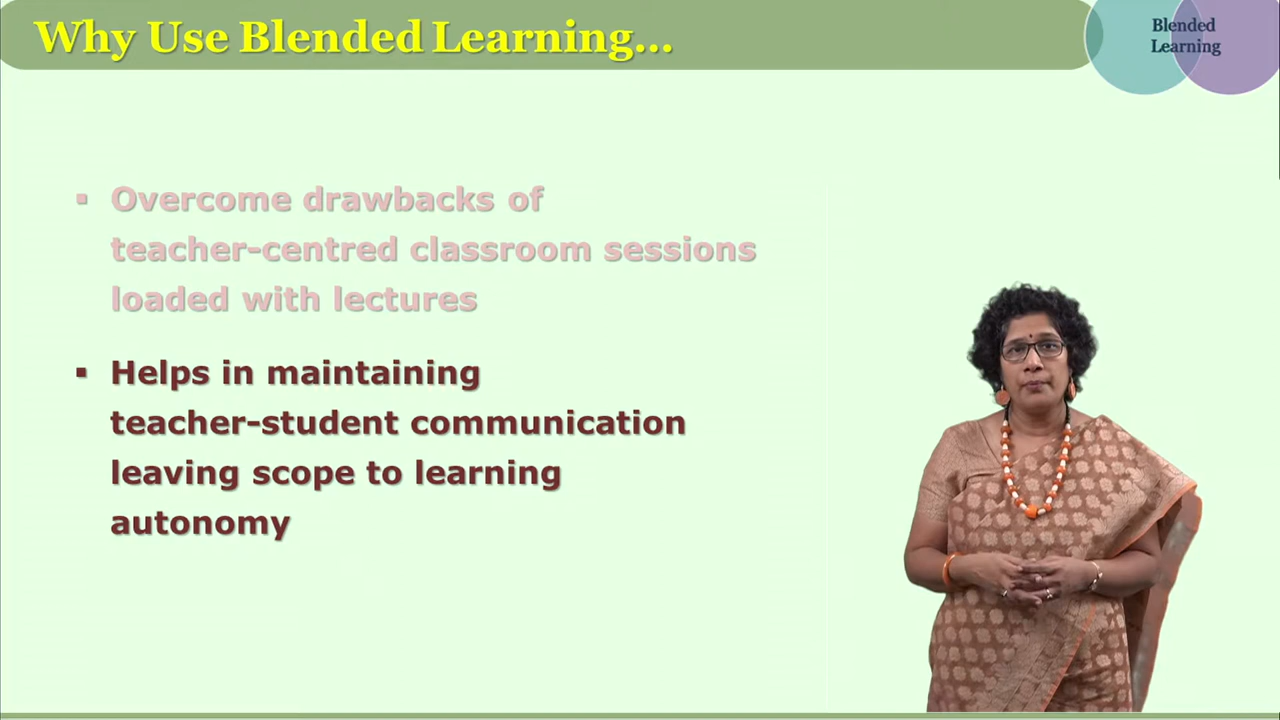 Why Use Blended Learning...
Blended
Learning
▪ Overcome drawbacks of
teacher-centred classroom sessions
loaded with lectures
▪ Helps in maintaining
teacher-student communication
leaving scope to learning
autonomy